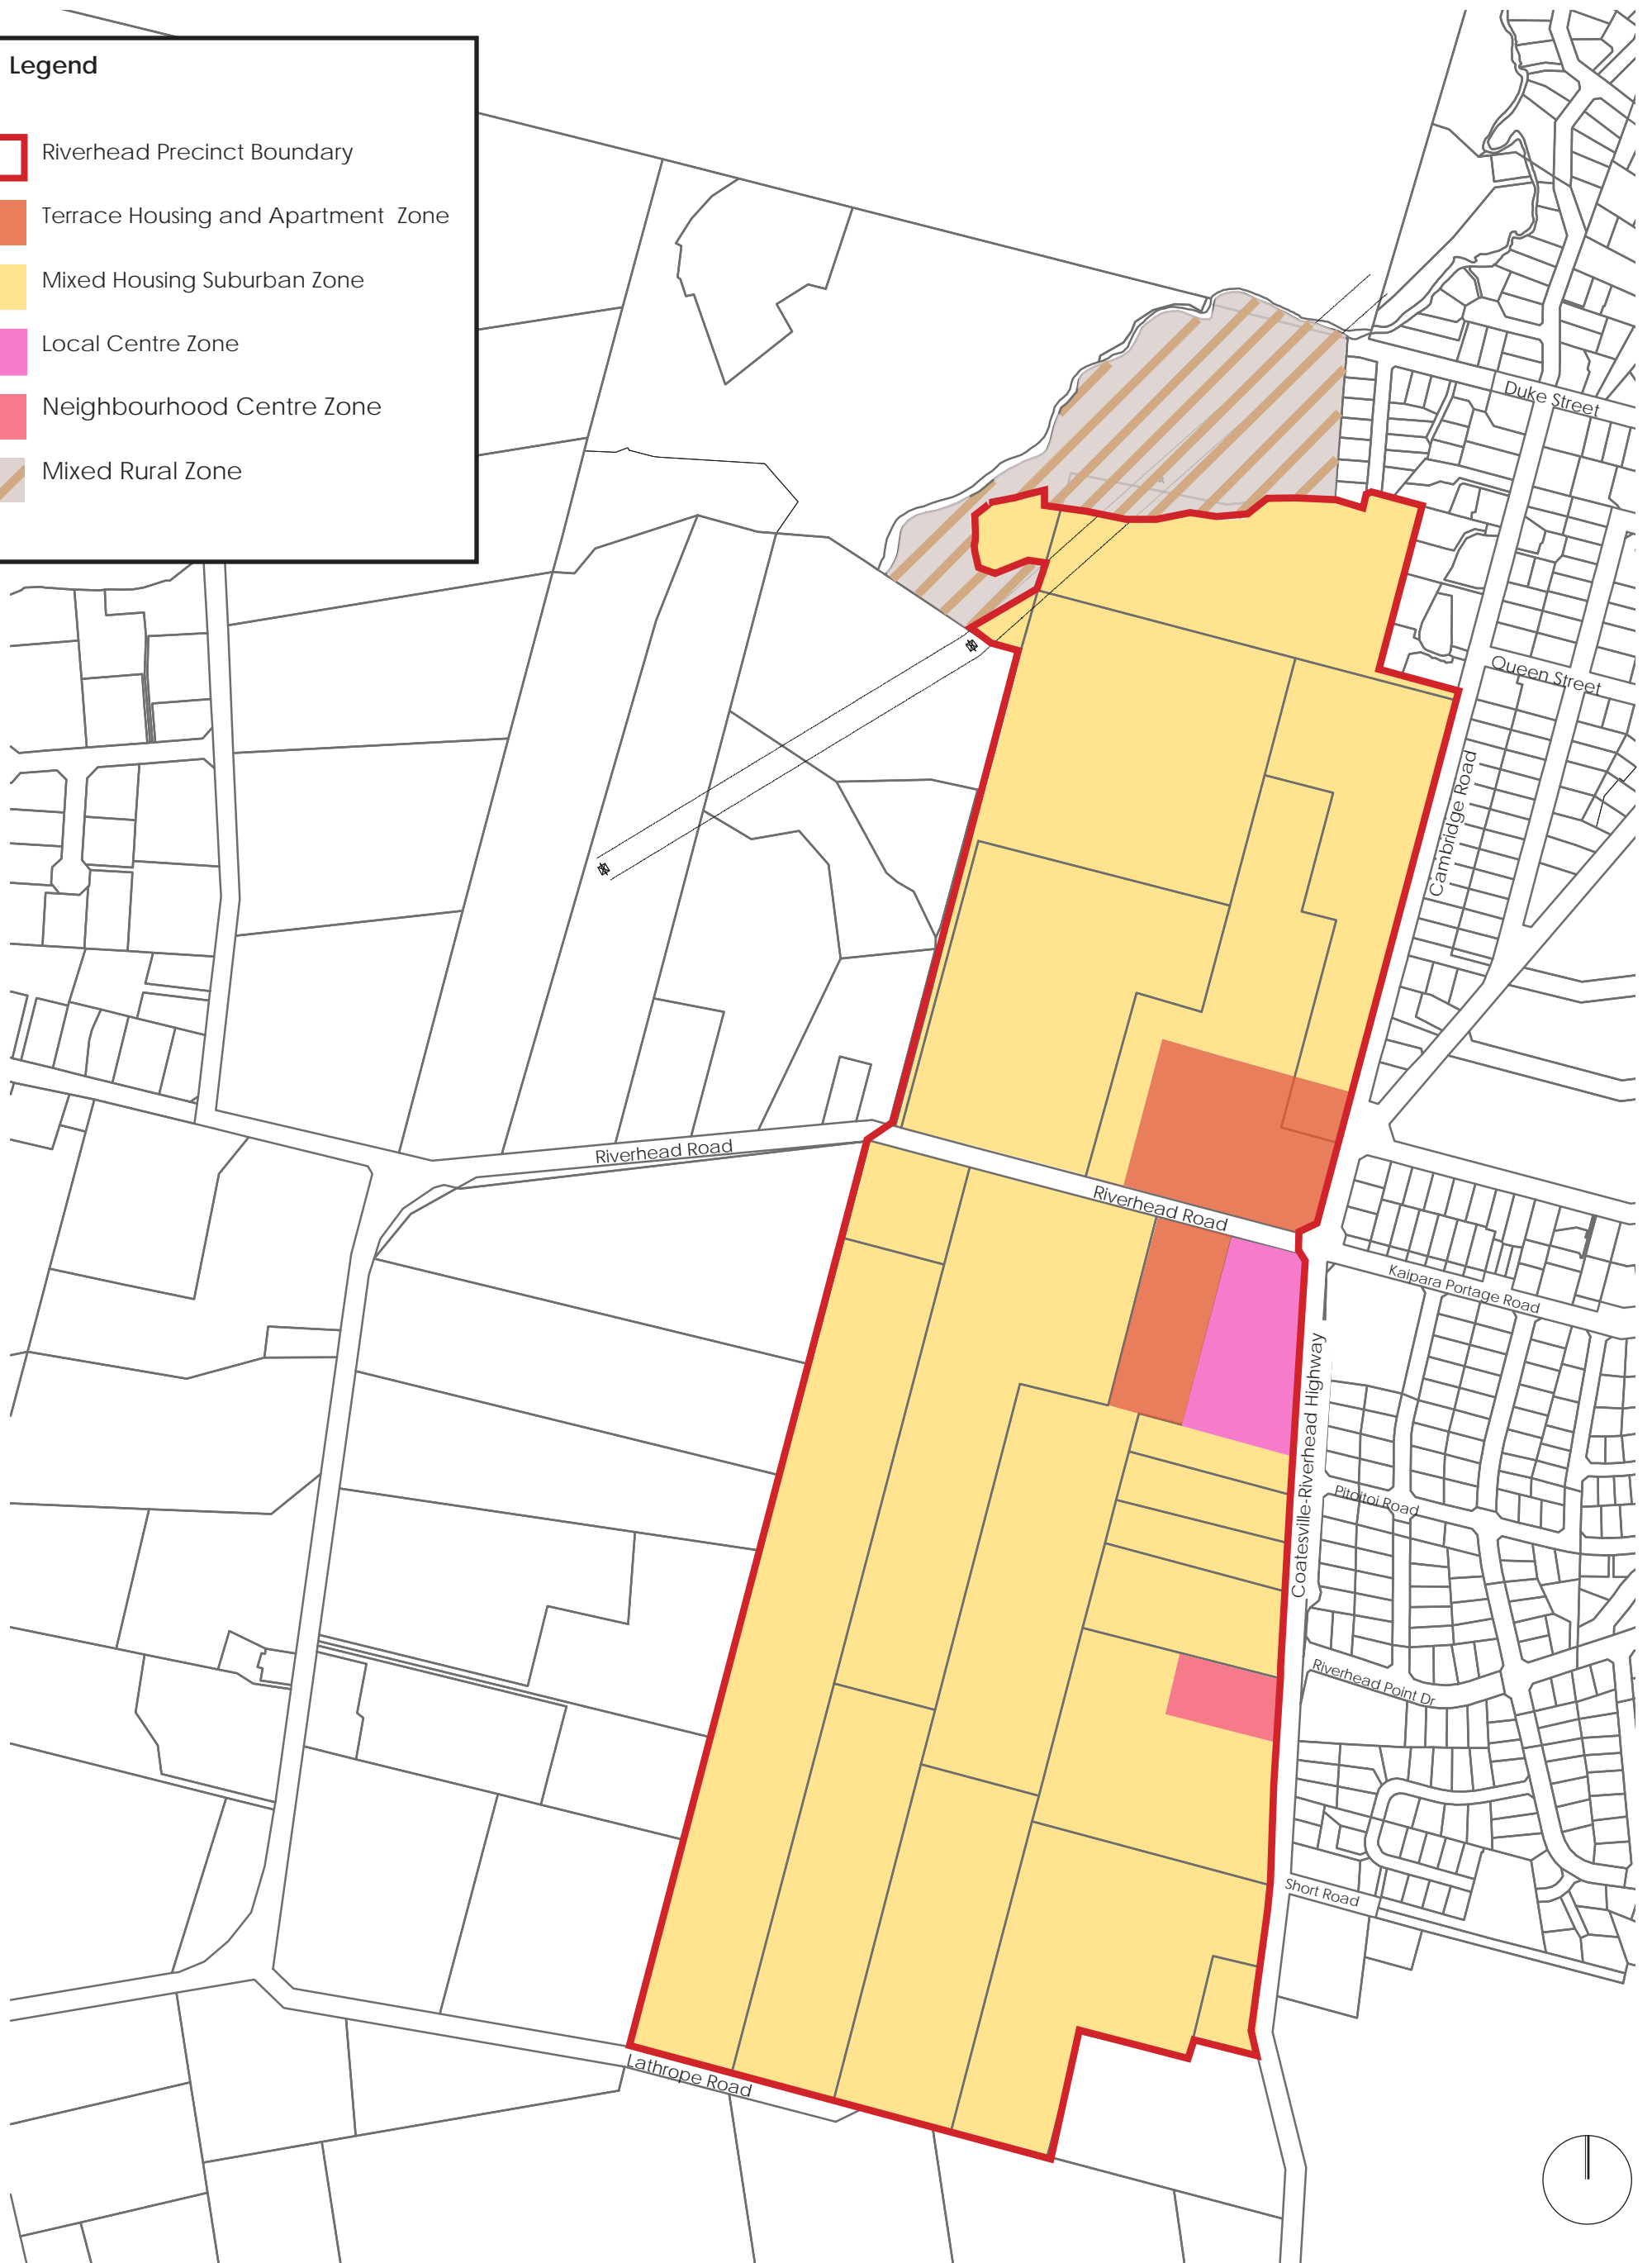 Legend
Riverhead Precinct Boundary
Terrace Housing and Apartment Zone
Mixed Housing Suburban Zone
Local Centre Zone
Neighbourhood Centre Zone
Mixed Rural Zone
Duke Street
Queen Street
Cambridge Road
Riverhead Road
Riverhead Road
Kaipara Portage Road
Coatesville-Riverhead Highway
Pitoitoi Road
Riverhead Point Dr
Short Road
Lathrope Road